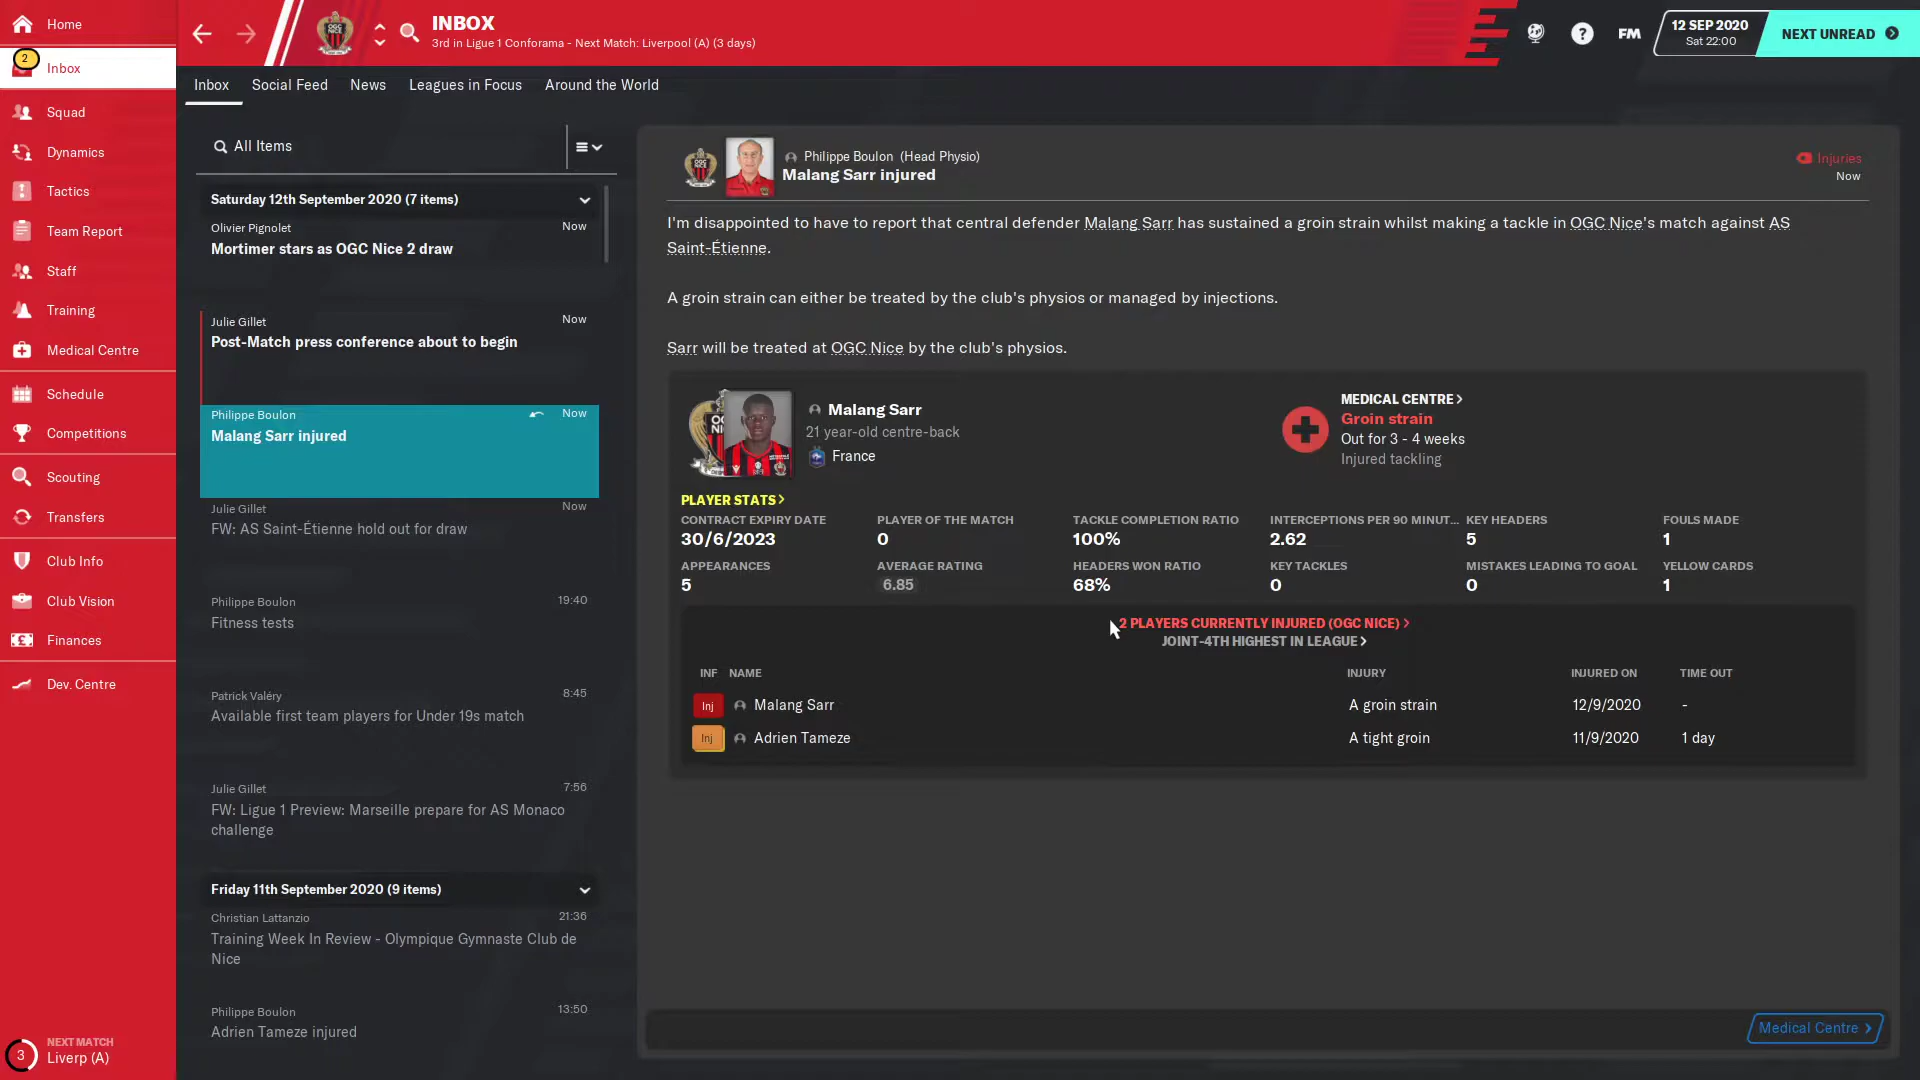 Home
2
Inbox
Squad
Dynamics
Tactics
Team Report
Staff
Training
Medical Centre
Schedule
Competitions
Scouting
Transfers
Club Info
Club Vision
Finances
Dev. Centre
3
NEXT MATCH
Liverp (A)
INBOX
3rd in Ligue 1 Conforama - Next Match: Liverpool (A) (3 days)
?
FM
12 SEP 2020
Sat 22:00
NEXT UNREAD
Inbox
Social Feed
News
Leagues in Focus
Around the World
All Items
Saturday 12th September 2020 (7 items)
Olivier Pignolet
Now
Mortimer stars as OGC Nice 2 draw
Julie Gillet
Now
Post-Match press conference about to begin
Philippe Boulon
Now
Malang Sarr injured
Julie Gillet
Now
FW: AS Saint-Étienne hold out for draw
Philippe Boulon
19:40
Fitness tests
Patrick Valéry
8:45
Available first team players for Under 19s match
Julie Gillet
7:56
FW: Ligue 1 Preview: Marseille prepare for AS Monaco
challenge
Friday 11th September 2020 (9 items)
Christian Lattanzio
21:36
Training Week In Review - Olympique Gymnaste Club de
Nice
Philippe Boulon
13:50
Adrien Tameze injured
Philippe Boulon (Head Physio)
Malang Sarr injured
Injuries
Now
I'm disappointed to have to report that central defender Malang Sarr has sustained a groin strain whilst making a tackle in OGC Nice's match against AS
Saint-Étienne.
A groin strain can either be treated by the club's physios or managed by injections.
Sarr will be treated at OGC Nice by the club's physios.
Malang Sarr
21 year-old centre-back
France
MEDICAL CENTRE >
Groin strain
Out for 3 - 4 weeks
Injured tackling
PLAYER STATS >
CONTRACT EXPIRY DATE
30/6/2023
PLAYER OF THE MATCH
0
TACKLE COMPLETION RATIO
100%
INTERCEPTIONS PER 90 MINUT...
2.62
KEY HEADERS
5
FOULS MADE
1
APPEARANCES
5
AVERAGE RATING
6.85
HEADERS WON RATIO
68%
KEY TACKLES
0
MISTAKES LEADING TO GOAL
0
YELLOW CARDS
1
2 PLAYERS CURRENTLY INJURED (OGC NICE) >
JOINT-4TH HIGHEST IN LEAGUE >
INF NAME INJURY INJURED ON TIME OUT
Inj Malang Sarr A groin strain 12/9/2020 -
Inj Adrien Tameze A tight groin 11/9/2020 1 day
Medical Centre >